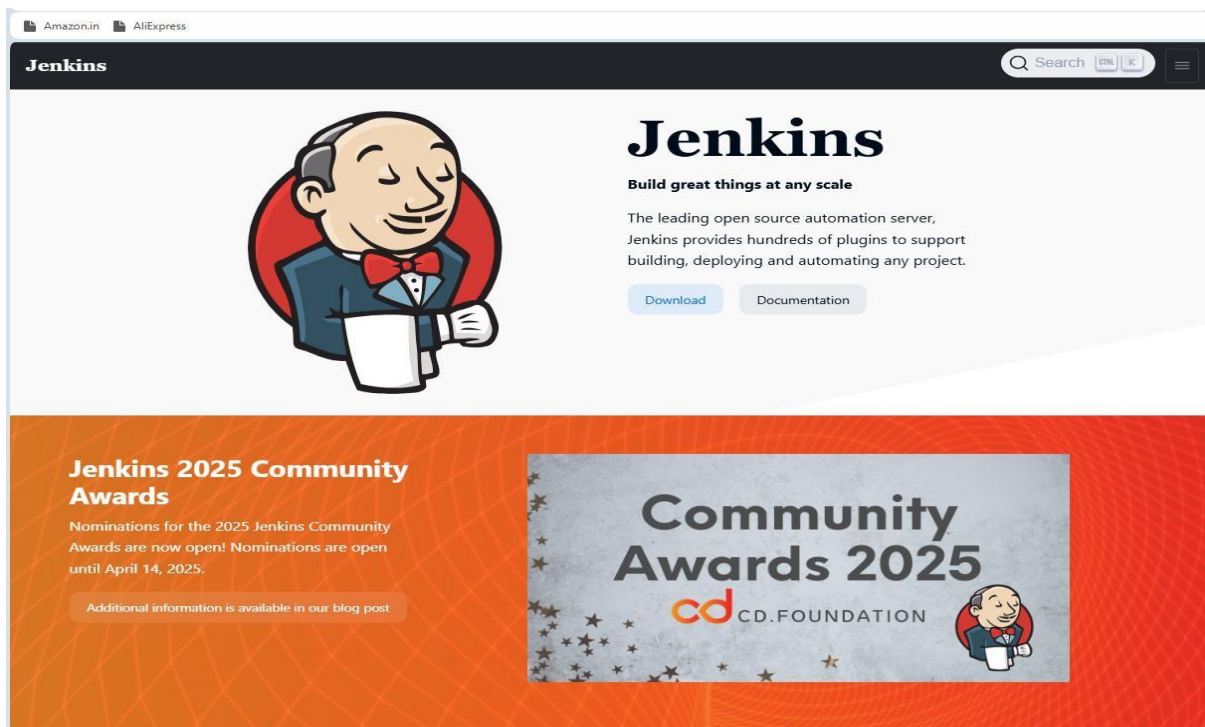 Amazon.in AliExpress
Jenkins
Search CTRL K
Jenkins
Build great things at any scale
The leading open source automation server,
Jenkins provides hundreds of plugins to support
building, deploying and automating any project.
Download Documentation
Jenkins 2025 Community
Awards
Nominations for the 2025 Jenkins Community
Awards are now open! Nominations are open
until April 14, 2025.
Additional information is available in our blog post
Community
Awards 2025
cd CD.FOUNDATION